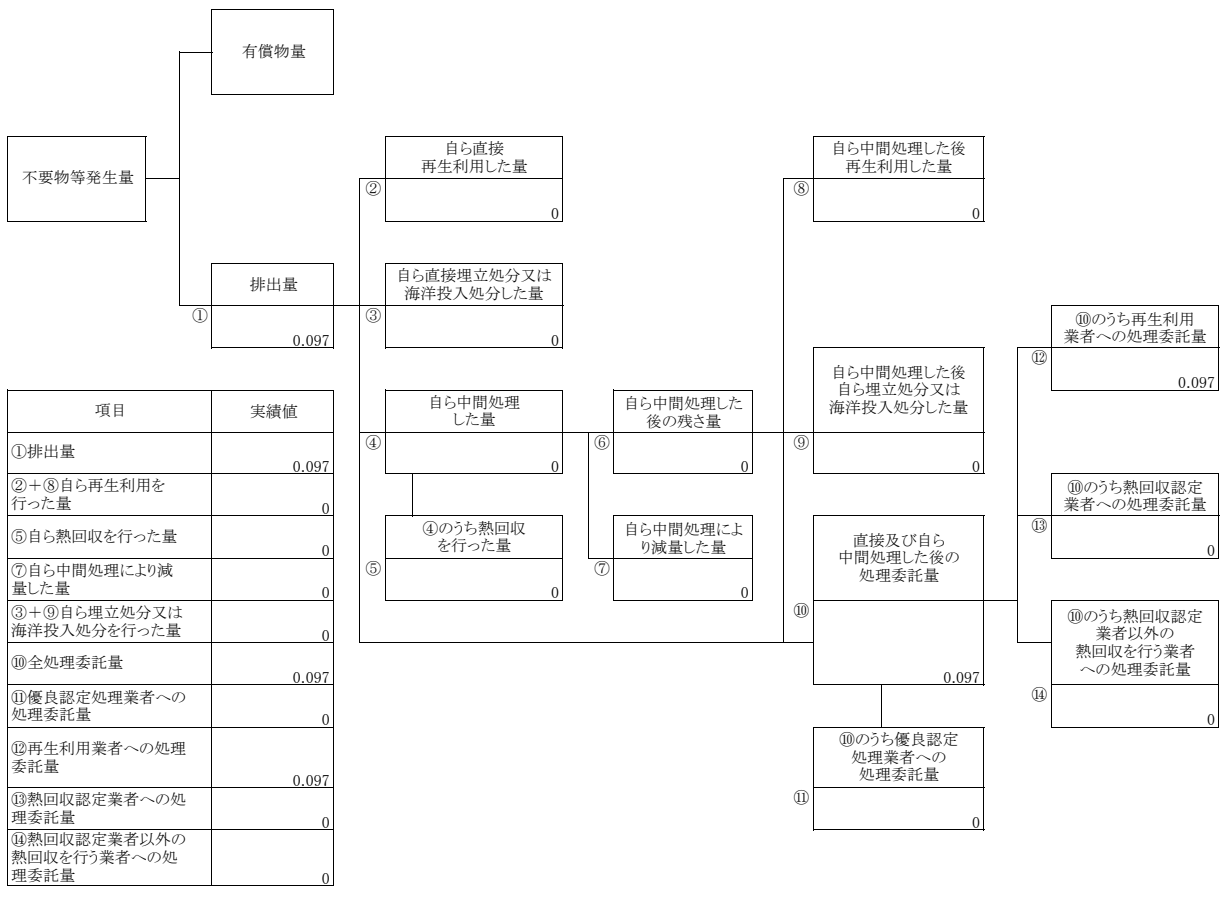 有償物量
不要物等発生量
排出量
①
0.097
自ら直接
再生利用した量
②
0
自ら直接埋立処分又は
海洋投入処分した量
③
0
自ら中間処理
した量
④
0
④のうち熱回収
を行った量
⑤
0
自ら中間処理した
後の残さ量
⑥
0
自ら中間処理によ
り減量した量
⑦
0
自ら中間処理した後
再生利用した量
⑧
0
自ら中間処理した後
自ら埋立処分又は
海洋投入処分した量
⑨
0
直接及び自ら
中間処理した後の
処理委託量
⑩
0.097
⑩のうち優良認定
処理業者への
処理委託量
⑪
0
⑩のうち再生利用
業者への処理委託量
⑫
0.097
⑩のうち熱回収認定
業者への処理委託量
⑬
0
⑩のうち熱回収認定
業者以外の
熱回収を行う業者
への処理委託量
⑭
0
項目 実績値
①排出量
0.097
②＋⑧自ら再生利用を
行った量
0
⑤自ら熱回収を行った量
0
⑦自ら中間処理により減
量した量
0
③＋⑨自ら埋立処分又は
海洋投入処分を行った量
0
⑩全処理委託量
0.097
⑪優良認定処理業者への
処理委託量
0
⑫再生利用業者への処理
委託量
0.097
⑬熱回収認定業者への処
理委託量
0
⑭熱回収認定業者以外の
熱回収を行う業者への処
理委託量
0